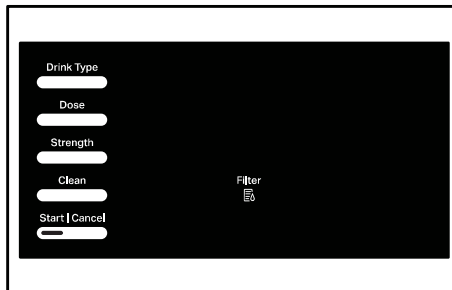 Drink Type
Dose
Strength
Clean
Filter
Start | Cancel